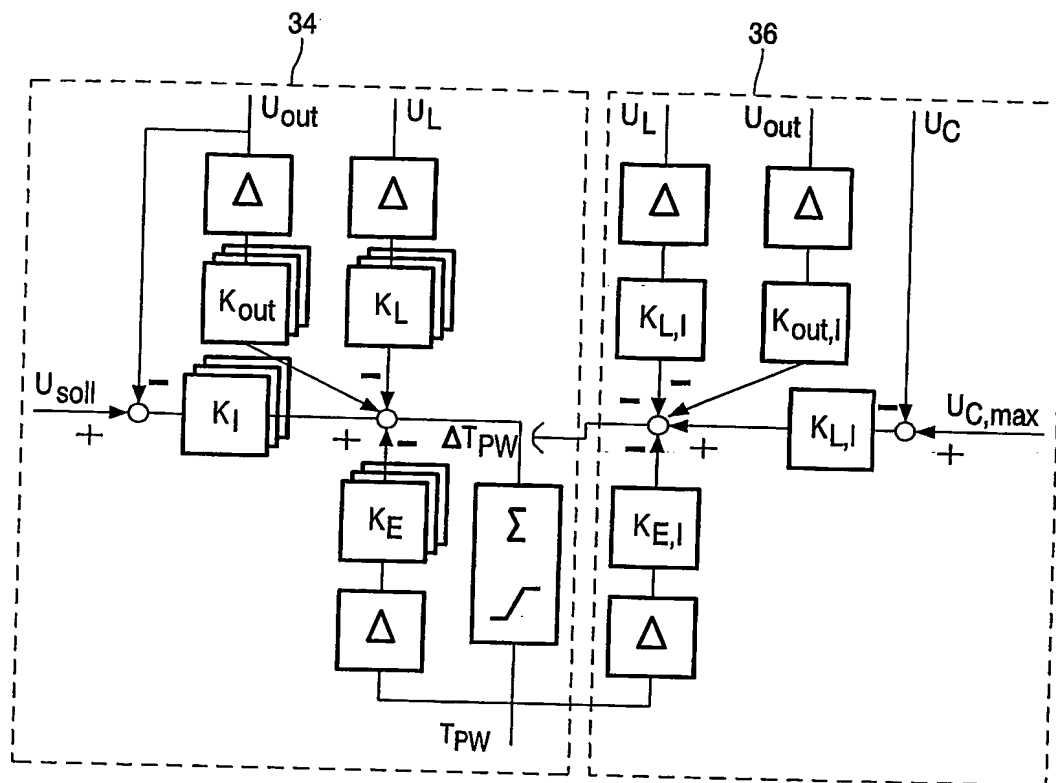 34
36
U_out U_L U_L U_out U_C
Δ Δ Δ Δ
K_out K_L K_L,I K_out,I
− − − −
U_soll K_I K_L,I U_C,max
+ + ΔT_PW + +
− −
K_E Σ K_E,I
Δ Δ
T_PW